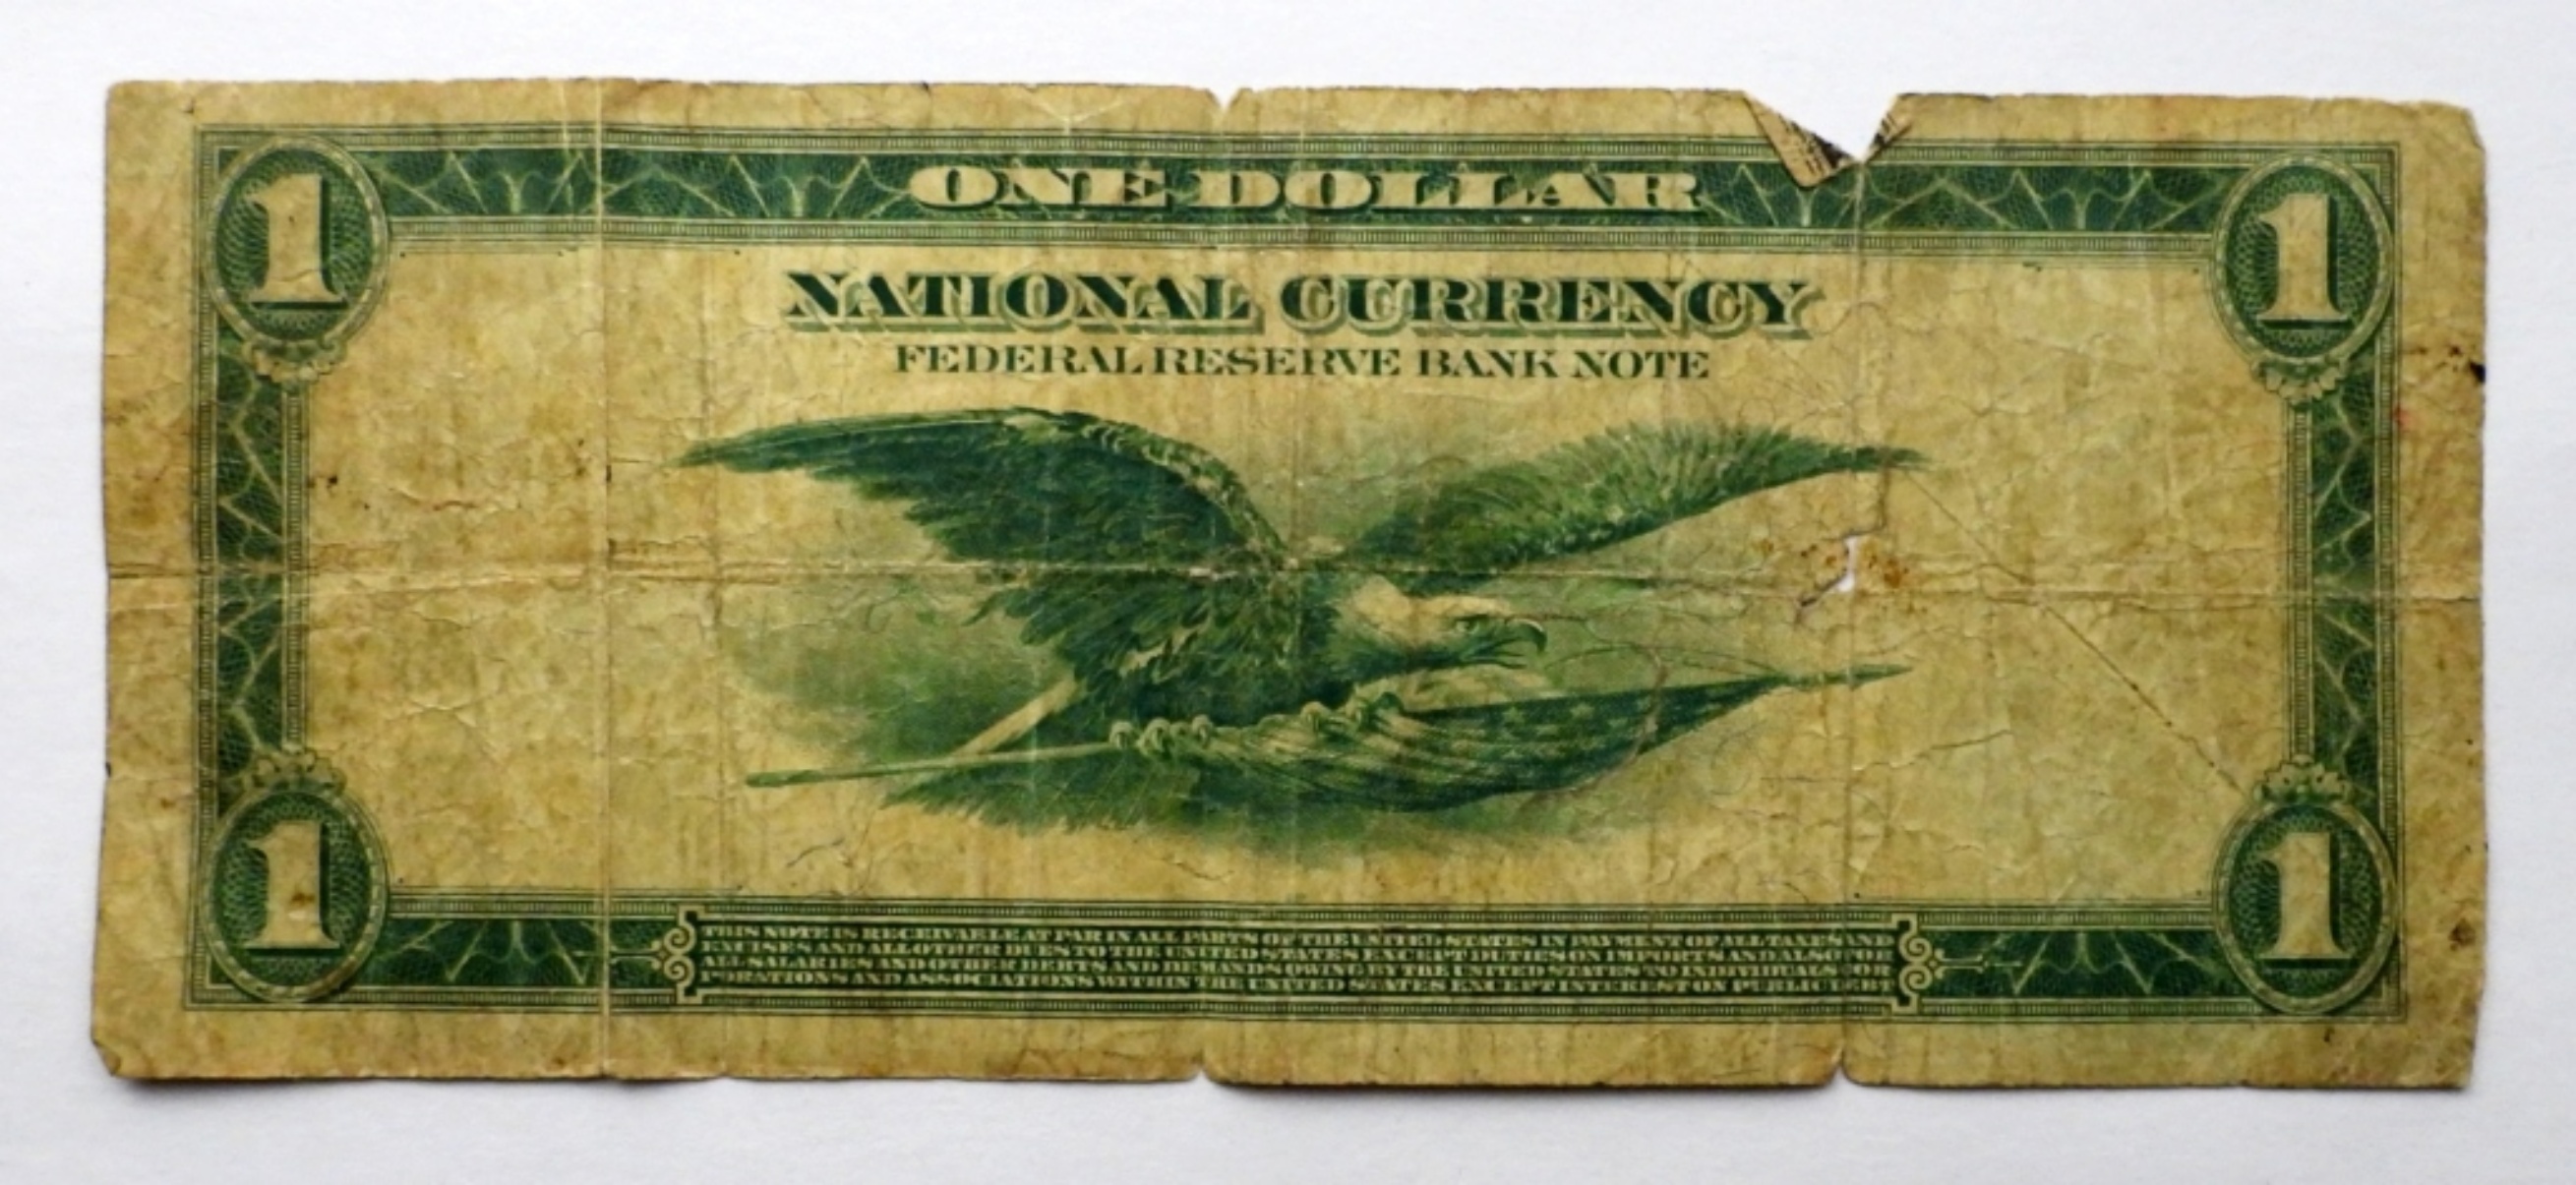 ONE DOLLAR
1
1
NATIONAL CURRENCY
FEDERAL RESERVE BANK NOTE
1
1
THIS NOTE IS RECEIVABLE AT PAR IN ALL PARTS OF THE UNITED STATES IN PAYMENT OF ALL TAXES AND
EXCISES AND ALL OTHER DUES TO THE UNITED STATES EXCEPT DUTIES ON IMPORTS AND ALSO FOR
ALL SALARIES AND OTHER DEBTS AND DEMANDS OWING BY THE UNITED STATES TO INDIVIDUALS COR
PORATIONS AND ASSOCIATIONS WITHIN THE UNITED STATES EXCEPT INTEREST ON PUBLIC DEBT